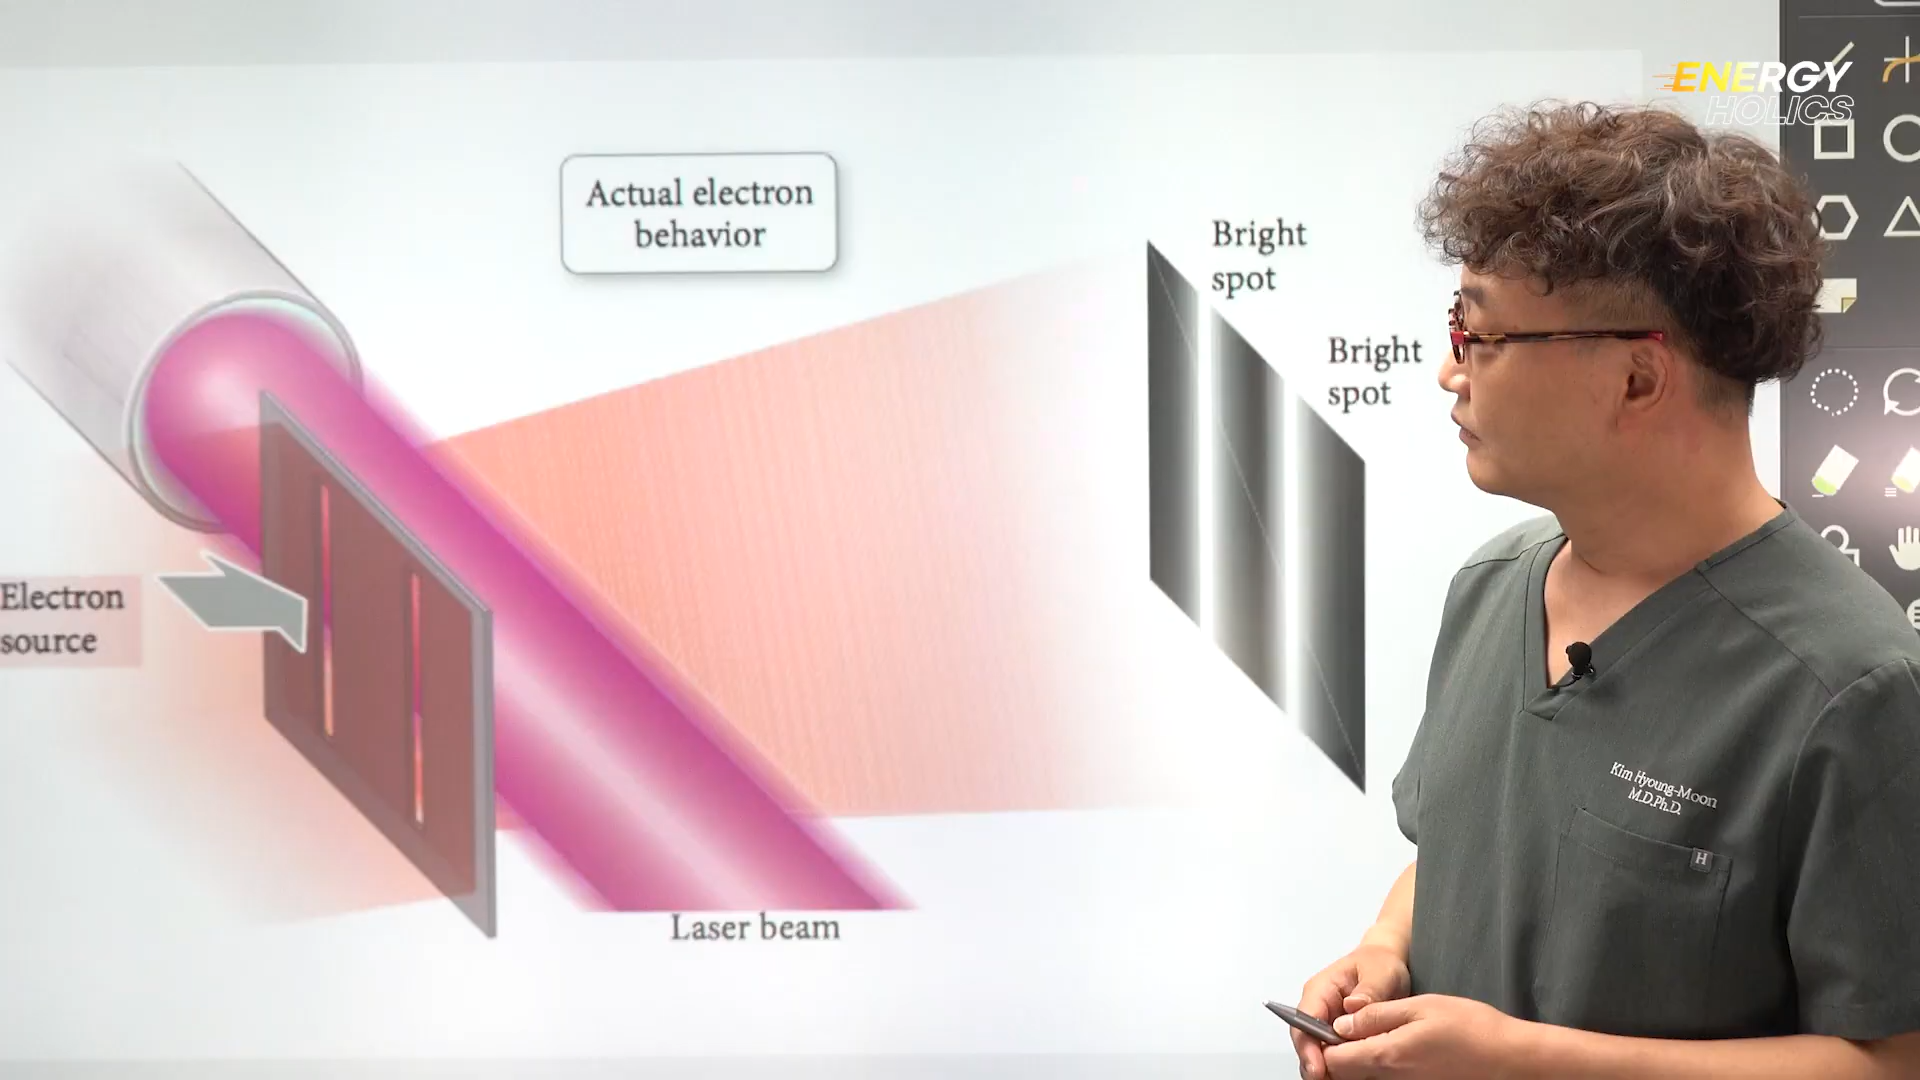 ENERGY
HOLICS
Actual electron
behavior
Bright
spot
Bright
spot
Electron
source
Laser beam
Kim Hyoung-Moon
M.D.Ph.D.
H